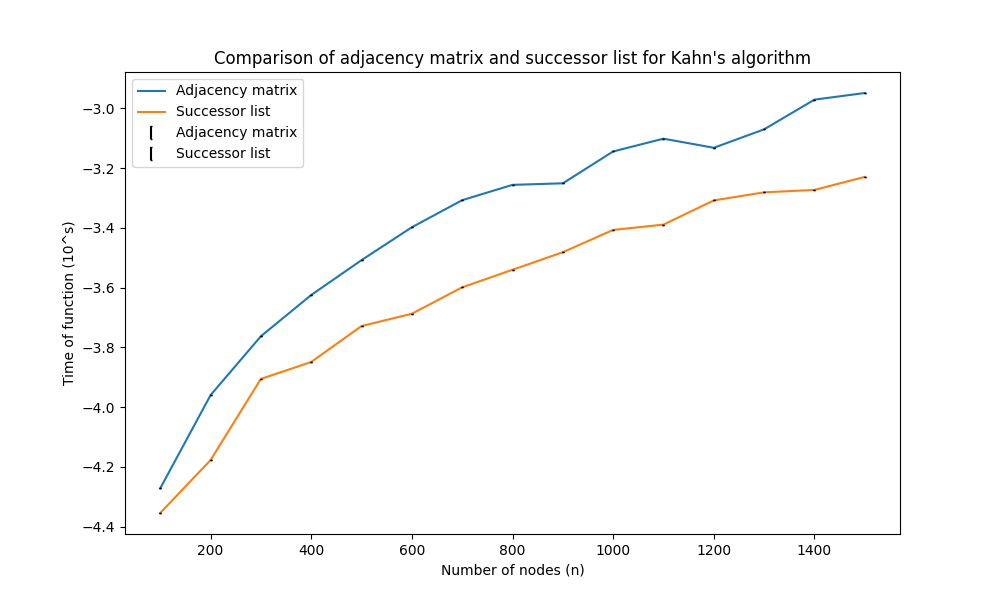 Comparison of adjacency matrix and successor list for Kahn's algorithm
Adjacency matrix
Successor list
Adjacency matrix
Successor list
Time of function (10^s)
−3.0
−3.2
−3.4
−3.6
−3.8
−4.0
−4.2
−4.4
200 400 600 800 1000 1200 1400
Number of nodes (n)